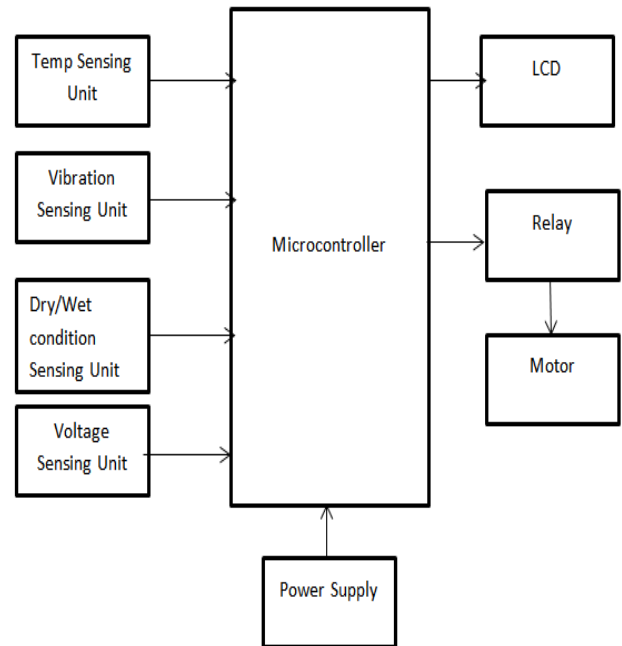 Temp Sensing
Unit
Vibration
Sensing Unit
Dry/Wet
condition
Sensing Unit
Voltage
Sensing Unit
Microcontroller
LCD
Relay
Motor
Power Supply